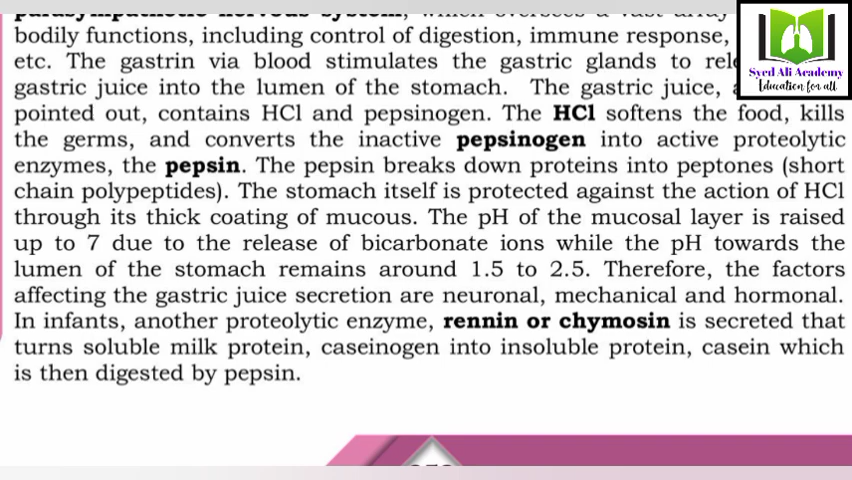 parasympathetic nervous system, which oversees a vast array
bodily functions, including control of digestion, immune response,
etc. The gastrin via blood stimulates the gastric glands to
gastric juice into the lumen of the stomach. The gastric juice,
pointed out, contains HCl and pepsinogen. The HCl softens the food, kills
the germs, and converts the inactive pepsinogen into active proteolytic
enzymes, the pepsin. The pepsin breaks down proteins into peptones (short
chain polypeptides). The stomach itself is protected against the action of HCl
through its thick coating of mucous. The pH of the mucosal layer is raised
up to 7 due to the release of bicarbonate ions while the pH towards the
lumen of the stomach remains around 1.5 to 2.5. Therefore, the factors
affecting the gastric juice secretion are neuronal, mechanical and hormonal.
In infants, another proteolytic enzyme, rennin or chymosin is secreted that
turns soluble milk protein, caseinogen into insoluble protein, casein which
is then digested by pepsin.
Syed Ali Academy
Education for all